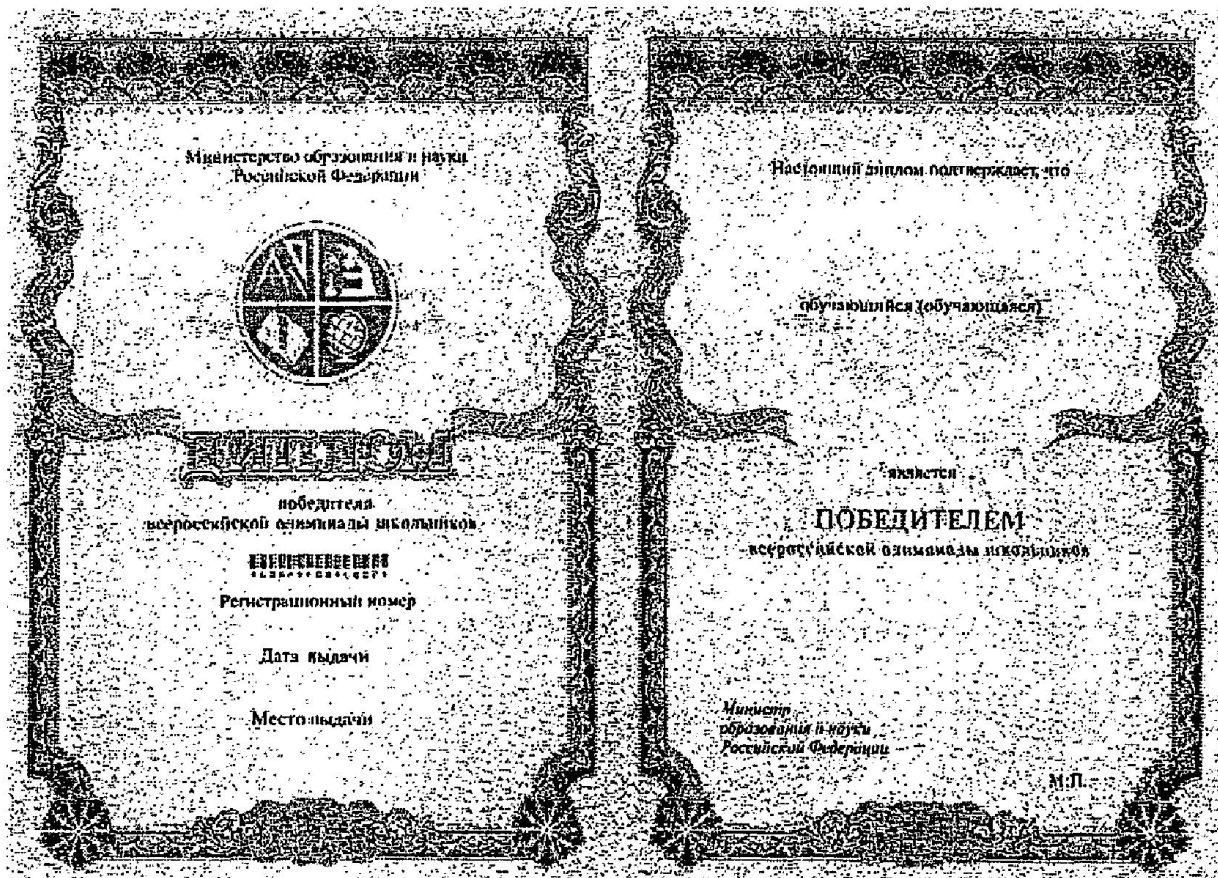 Министерство образования и науки
Российской Федерации
ДИПЛОМ
победителя
всероссийской олимпиады школьников
Регистрационный номер
Дата выдачи
Место выдачи
Настоящий диплом подтверждает, что
обучающийся (обучающаяся)
является
ПОБЕДИТЕЛЕМ
всероссийской олимпиады школьников
Министр
образования и науки
Российской Федерации
М.П.